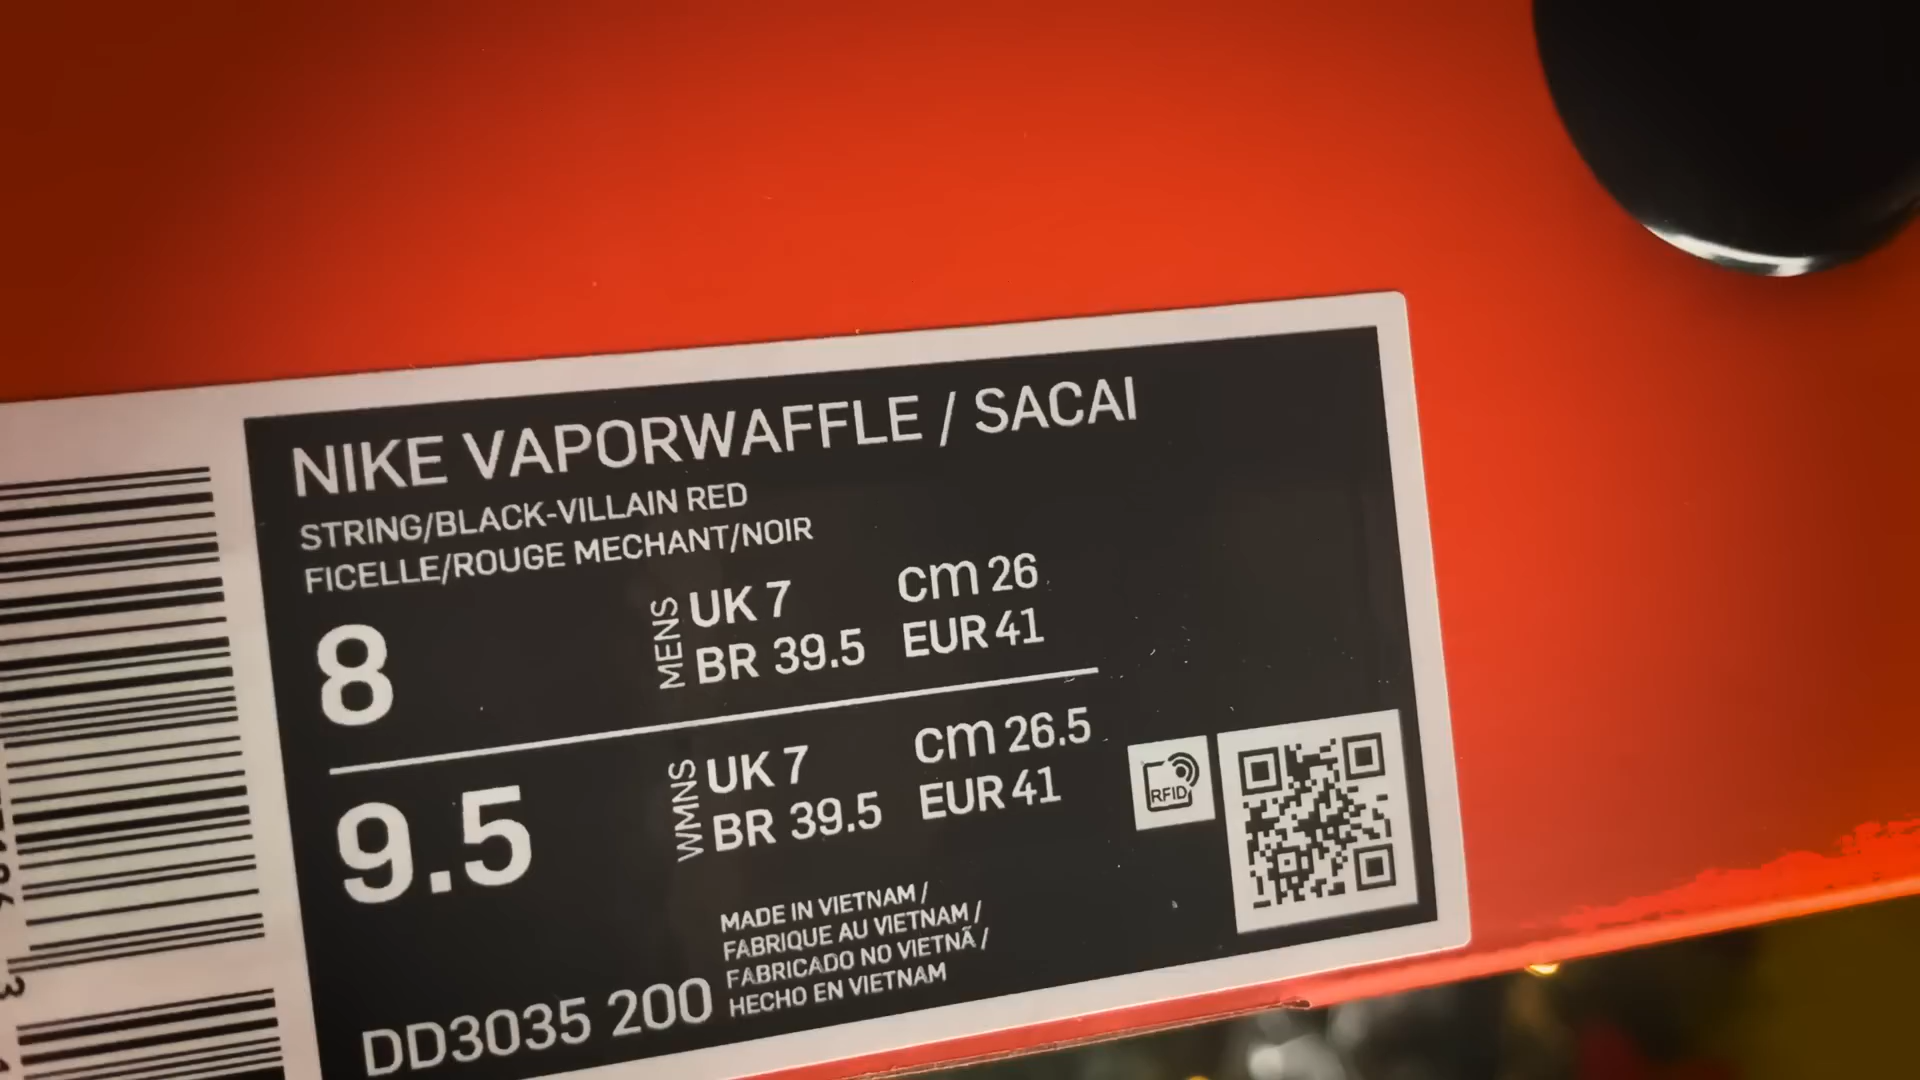 NIKE VAPORWAFFLE / SACAI
STRING/BLACK-VILLAIN RED
FICELLE/ROUGE MECHANT/NOIR
8
MENS
UK 7
cm 26
BR 39.5
EUR 41
9.5
WMNS
UK 7
cm 26.5
BR 39.5
EUR 41
RFID
MADE IN VIETNAM /
FABRIQUE AU VIETNAM /
FABRICADO NO VIETNÃ /
HECHO EN VIETNAM
DD3035 200